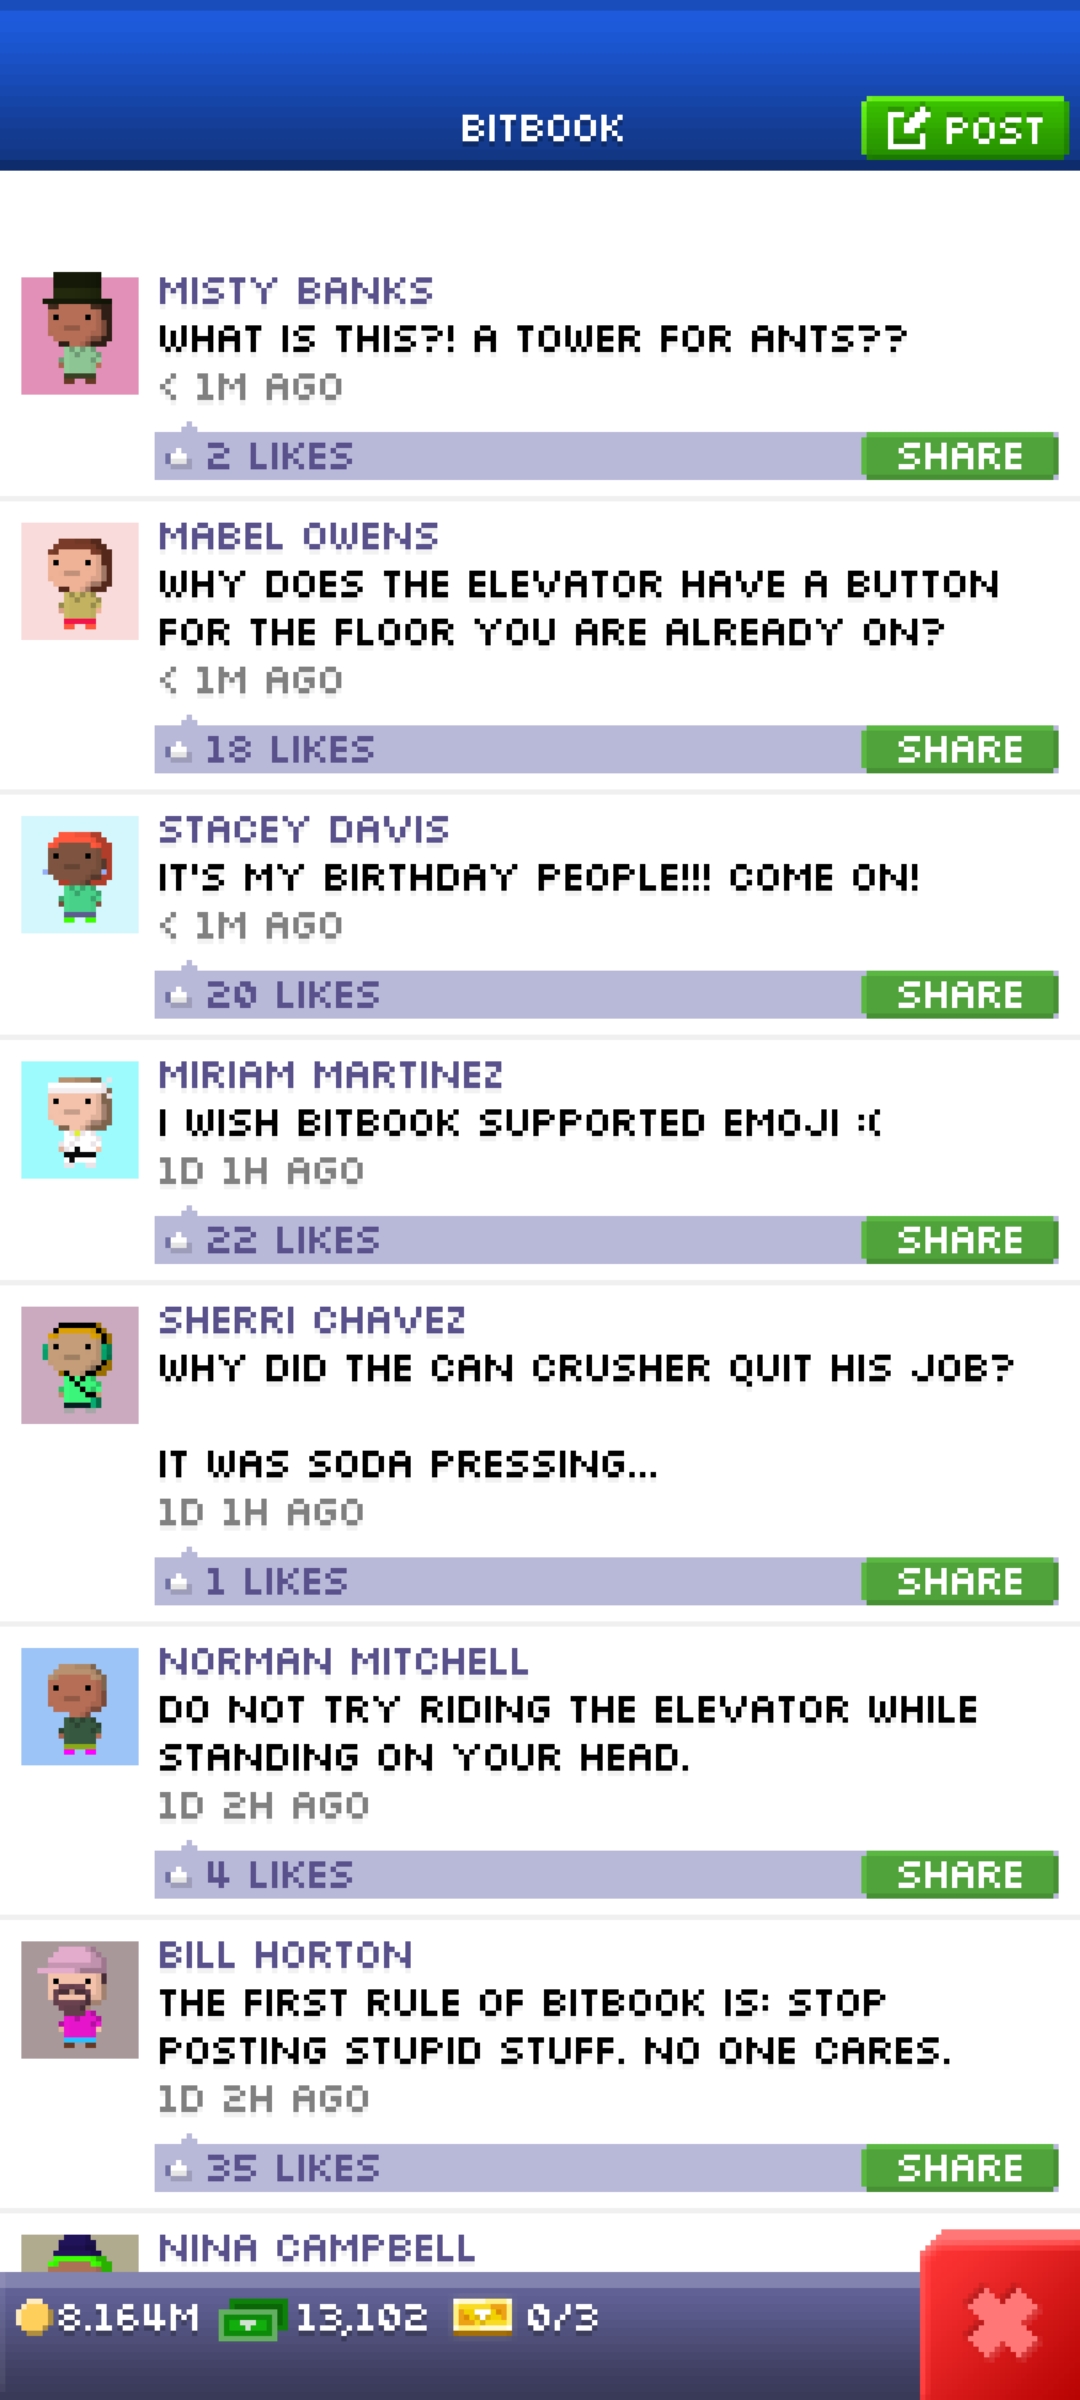 BITBOOK
POST
MISTY BANKS
WHAT IS THIS?! A TOWER FOR ANTS??
< 1M AGO
2 LIKES
SHARE
MABEL OWENS
WHY DOES THE ELEVATOR HAVE A BUTTON
FOR THE FLOOR YOU ARE ALREADY ON?
< 1M AGO
18 LIKES
SHARE
STACEY DAVIS
IT'S MY BIRTHDAY PEOPLE!!! COME ON!
< 1M AGO
20 LIKES
SHARE
MIRIAM MARTINEZ
I WISH BITBOOK SUPPORTED EMOJI :(
1D 1H AGO
22 LIKES
SHARE
SHERRI CHAVEZ
WHY DID THE CAN CRUSHER QUIT HIS JOB?
IT WAS SODA PRESSING...
1D 1H AGO
1 LIKES
SHARE
NORMAN MITCHELL
DO NOT TRY RIDING THE ELEVATOR WHILE
STANDING ON YOUR HEAD.
1D 2H AGO
4 LIKES
SHARE
BILL HORTON
THE FIRST RULE OF BITBOOK IS: STOP
POSTING STUPID STUFF. NO ONE CARES.
1D 2H AGO
35 LIKES
SHARE
NINA CAMPBELL
8.164M 13,102 0/3